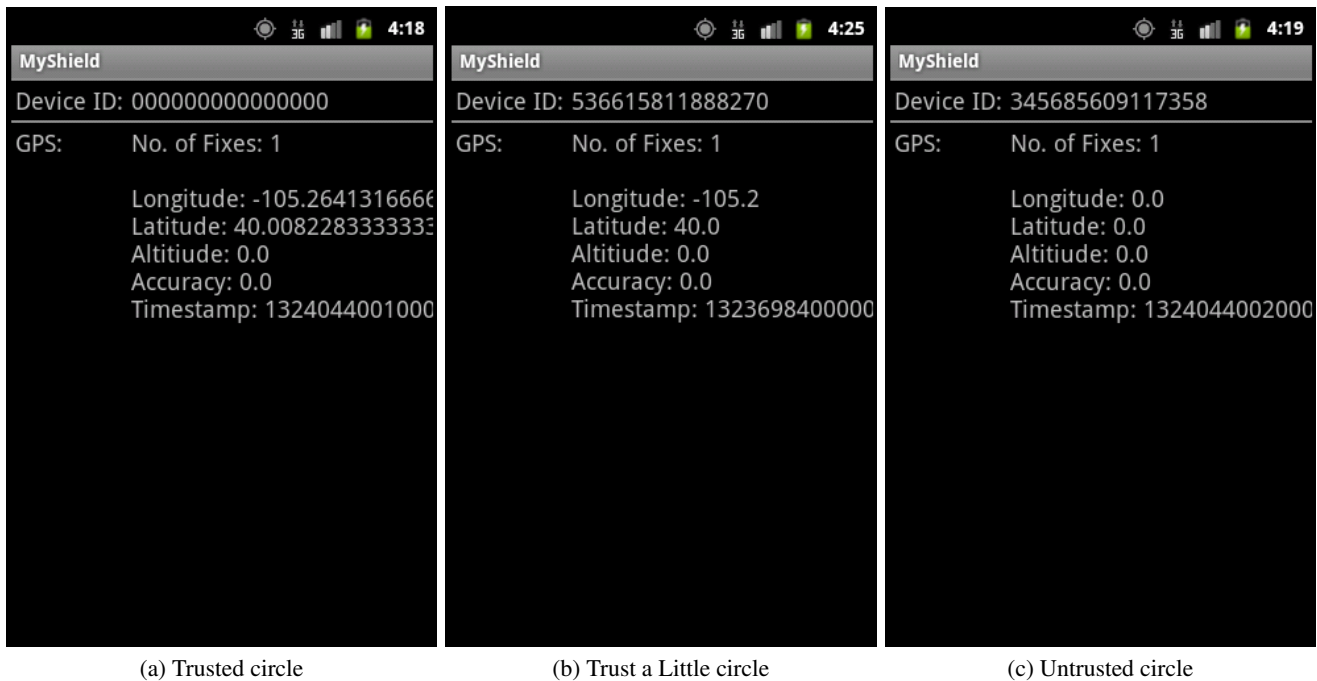 3G 4:18
MyShield
Device ID: 000000000000000
GPS: No. of Fixes: 1
Longitude: -105.2641316666
Latitude: 40.0082283333333
Altitiude: 0.0
Accuracy: 0.0
Timestamp: 1324044001000
(a) Trusted circle
3G 4:25
MyShield
Device ID: 536615811888270
GPS: No. of Fixes: 1
Longitude: -105.2
Latitude: 40.0
Altitiude: 0.0
Accuracy: 0.0
Timestamp: 1323698400000
(b) Trust a Little circle
3G 4:19
MyShield
Device ID: 345685609117358
GPS: No. of Fixes: 1
Longitude: 0.0
Latitude: 0.0
Altitiude: 0.0
Accuracy: 0.0
Timestamp: 1324044002000
(c) Untrusted circle